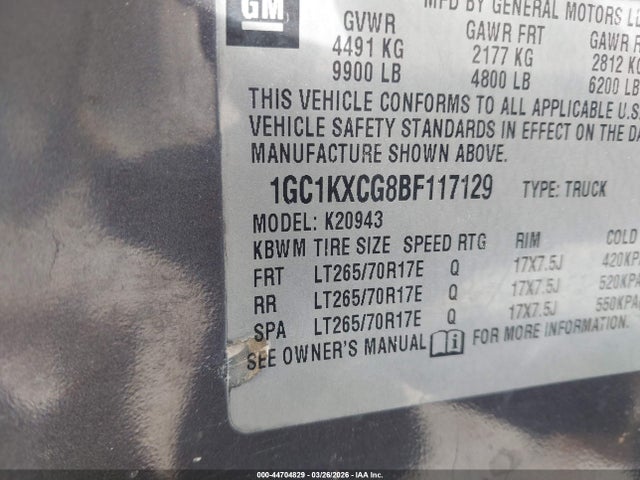 GM
MFD BY GENERAL MOTORS LL
GVWR GAWR FRT GAWR R
4491 KG 2177 KG 2812 KG
9900 LB 4800 LB 6200 LB
THIS VEHICLE CONFORMS TO ALL APPLICABLE U.S.
VEHICLE SAFETY STANDARDS IN EFFECT ON THE DA
MANUFACTURE SHOWN ABOVE.
1GC1KXCG8BF117129 TYPE: TRUCK
MODEL: K20943
KBWM TIRE SIZE SPEED RTG RIM COLD
FRT LT265/70R17E Q 17X7.5J 420KP
RR LT265/70R17E Q 17X7.5J 520KPA
SPA LT265/70R17E Q 17X7.5J 550KPA
SEE OWNER'S MANUAL i FOR MORE INFORMATION.
000-44704829 | 03/26/2026 | IAA Inc.